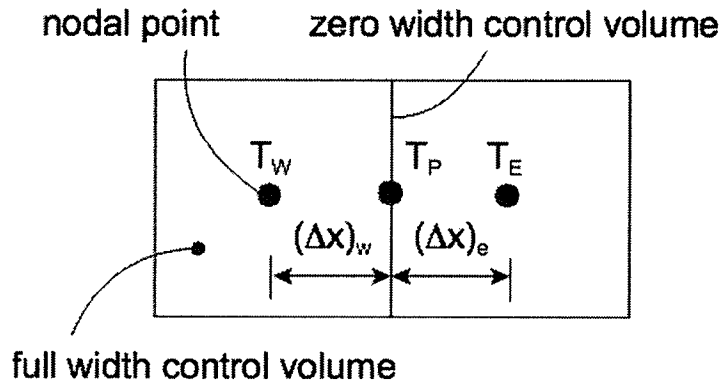 nodal point
zero width control volume
T_W
T_P
T_E
(Δx)_w
(Δx)_e
full width control volume